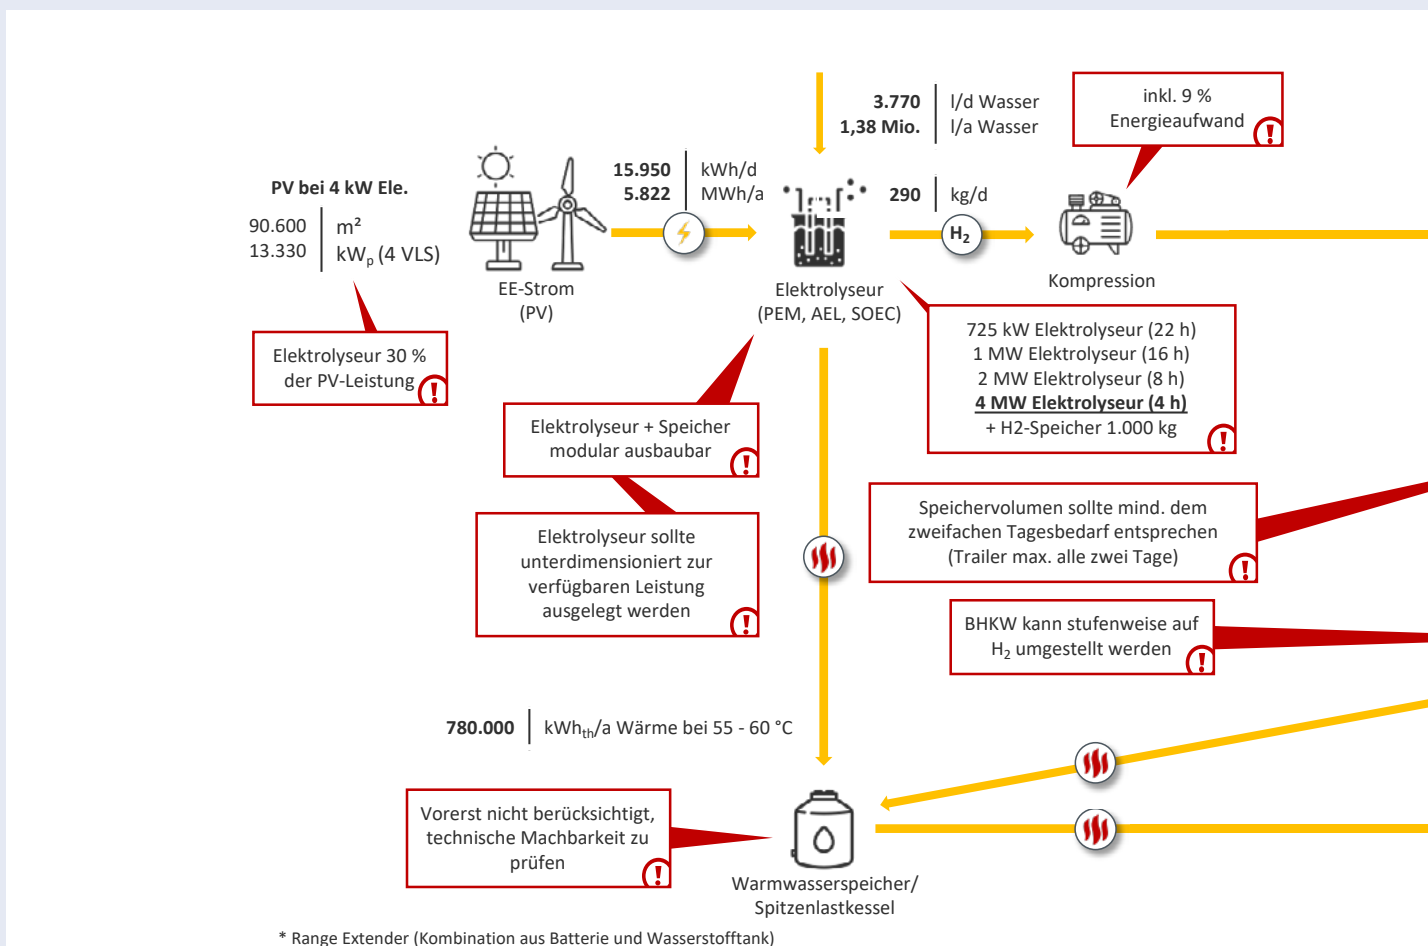 3.770 l/d Wasser
1,38 Mio. l/a Wasser
inkl. 9 %
Energieaufwand
PV bei 4 kW Ele.
90.600 m²
13.330 kWp (4 VLS)
15.950 kWh/d
5.822 MWh/a
290 kg/d
H2
EE-Strom
(PV)
Elektrolyseur
(PEM, AEL, SOEC)
Kompression
Elektrolyseur 30 %
der PV-Leistung
725 kW Elektrolyseur (22 h)
1 MW Elektrolyseur (16 h)
2 MW Elektrolyseur (8 h)
4 MW Elektrolyseur (4 h)
+ H2-Speicher 1.000 kg
Elektrolyseur + Speicher
modular ausbaubar
Elektrolyseur sollte
unterdimensioniert zur
verfügbaren Leistung
ausgelegt werden
Speichervolumen sollte mind. dem
zweifachen Tagesbedarf entsprechen
(Trailer max. alle zwei Tage)
BHKW kann stufenweise auf
H2 umgestellt werden
780.000 kWhth/a Wärme bei 55 - 60 °C
Vorerst nicht berücksichtigt,
technische Machbarkeit zu
prüfen
Warmwasserspeicher/
Spitzenlastkessel
* Range Extender (Kombination aus Batterie und Wasserstofftank)